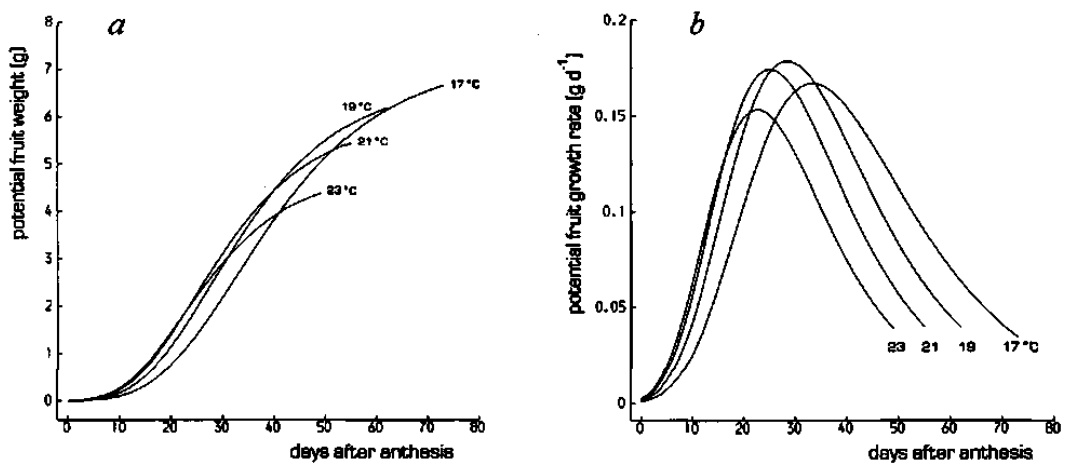 a
potential fruit weight [g]
8
7
6
5
4
3
2
1
0
17°C
19°C
21°C
23°C
0 10 20 30 40 50 60 70 80
days after anthesis
b
potential fruit growth rate [g d⁻¹]
0.2
0.15
0.1
0.05
0
23 21 19 17°C
0 10 20 30 40 50 60 70 80
days after anthesis